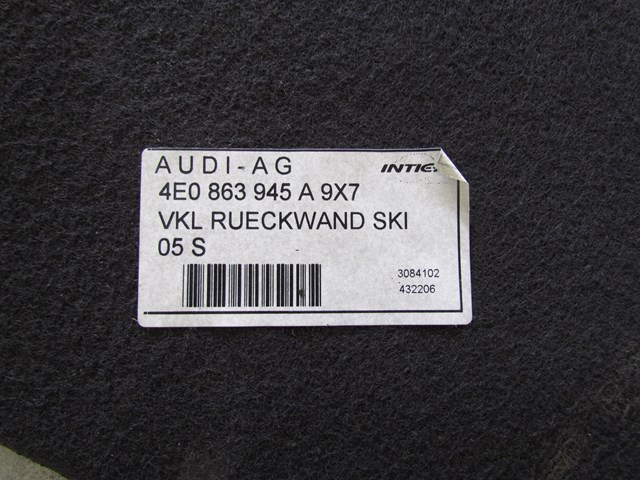 AUDI-AG
4E0 863 945 A 9X7
VKL RUECKWAND SKI
05 S -
3084102
432206